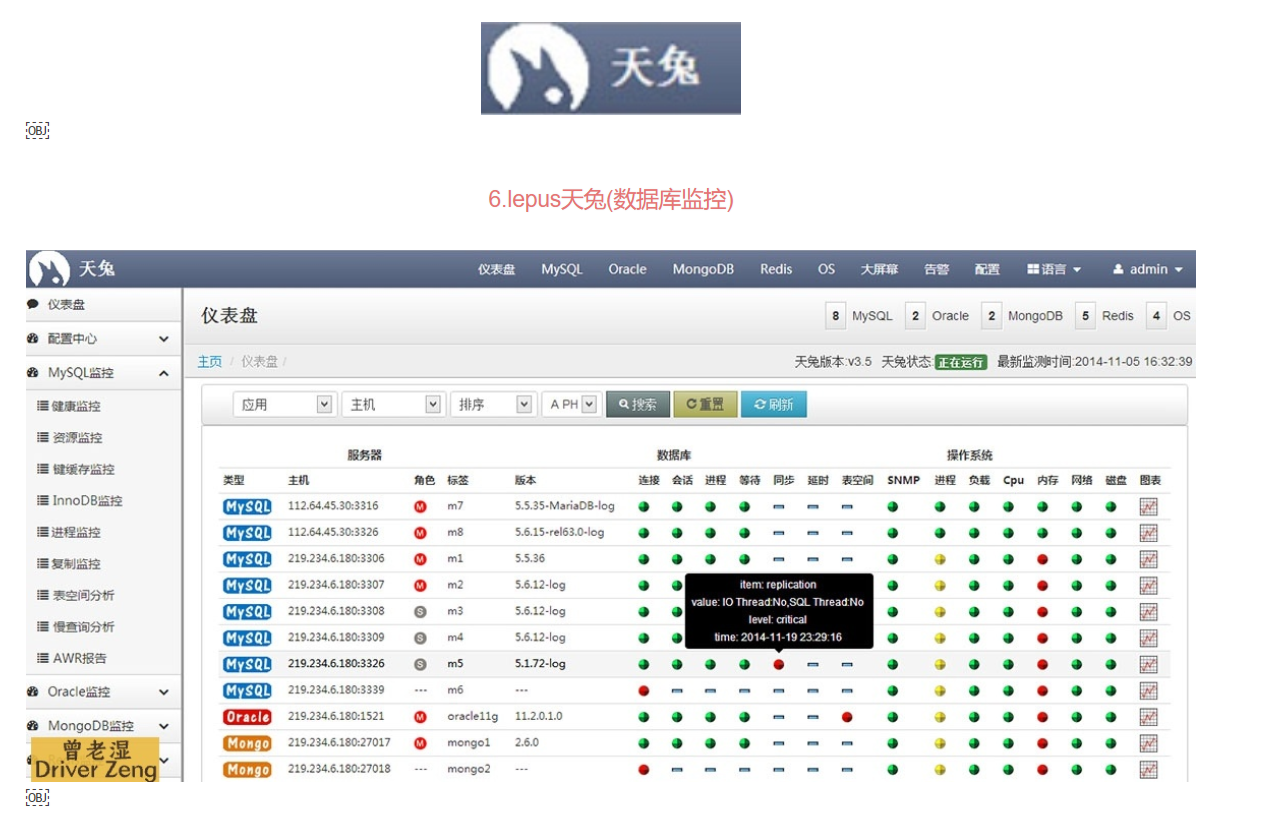 天兔
OBJ
6.lepus天兔(数据库监控)
天兔 仪表盘 MySQL Oracle MongoDB Redis OS 大屏幕 告警 配置 语言 admin
仪表盘
配置中心
MySQL监控
健康监控
资源监控
键缓存监控
InnoDB监控
进程监控
复制监控
表空间分析
慢查询分析
AWR报告
Oracle监控
MongoDB监控
曾老湿
Driver Zeng
仪表盘 8 MySQL 2 Oracle 2 MongoDB 5 Redis 4 OS
主页 / 仪表盘 / 天兔版本:v3.5 天兔状态:正在运行 最新监测时间:2014-11-05 16:32:39
应用 主机 排序 A PH 搜索 重置 刷新
服务器 数据库 操作系统
类型 主机 角色 标签 版本 连接 会话 进程 等待 同步 延时 表空间 SNMP 进程 负载 Cpu 内存 网络 磁盘 图表
MySQL 112.64.45.30:3316 M m7 5.5.35-MariaDB-log
MySQL 112.64.45.30:3326 M m8 5.6.15-rel63.0-log
MySQL 219.234.6.180:3306 M m1 5.5.36
MySQL 219.234.6.180:3307 M m2 5.6.12-log
MySQL 219.234.6.180:3308 S m3 5.6.12-log
MySQL 219.234.6.180:3309 S m4 5.6.12-log
MySQL 219.234.6.180:3326 S m5 5.1.72-log
MySQL 219.234.6.180:3339 --- m6 ---
Oracle 219.234.6.180:1521 M oracle11g 11.2.0.1.0
Mongo 219.234.6.180:27017 M mongo1 2.6.0
Mongo 219.234.6.180:27018 --- mongo2 ---
item: replication
value: IO Thread:No,SQL Thread:No
level: critical
time: 2014-11-19 23:29:16
OBJ